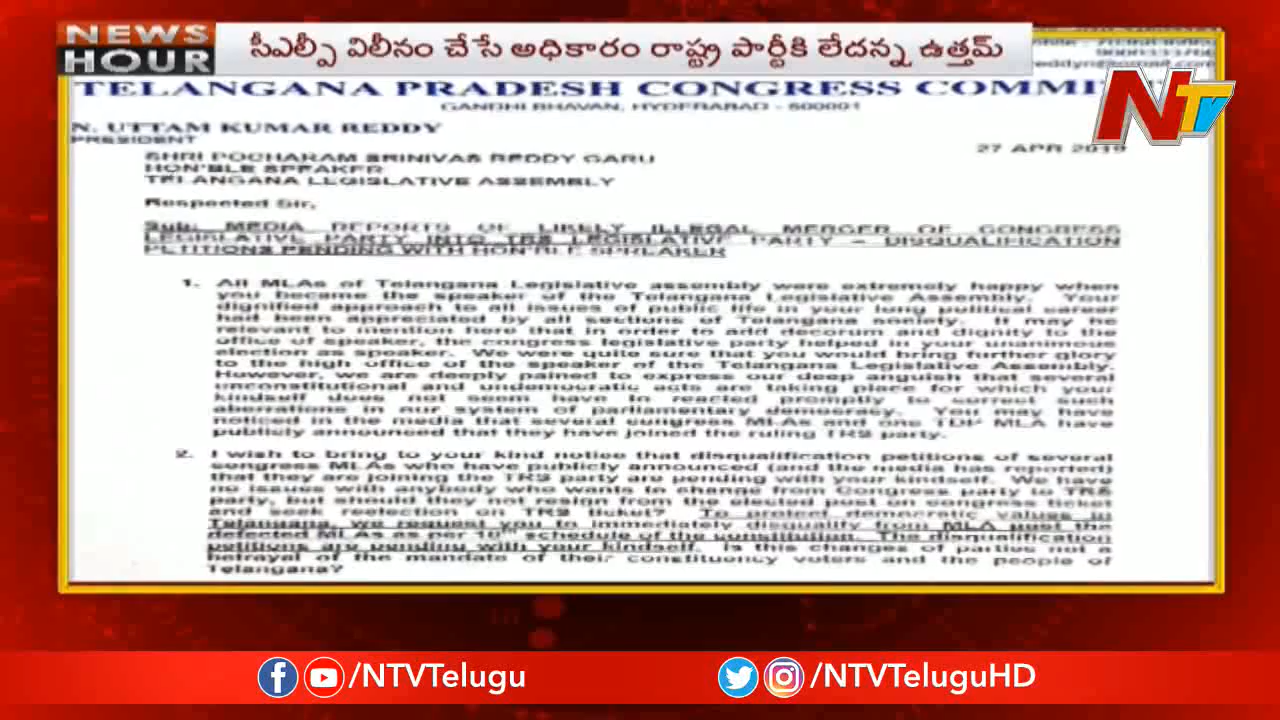 NEWS
HOUR
సీఎల్పీ విలీనం చేసే అధికారం రాష్ట్ర పార్టీకి లేదన్న ఉత్తమ్
NTV
TELANGANA PRADESH CONGRESS COMMI
GANDHI BHAVAN, HYDERABAD - 500001
N. UTTAM KUMAR REDDY
PRESIDENT
27 APR 2019
SHRI POCHARAM SRINIVAS REDDY GARU
HON'BLE SPEAKER
TELANGANA LEGISLATIVE ASSEMBLY
Respected Sir,
Sub: MEDIA REPORTS OF LIKELY ILLEGAL MERGER OF CONGRESS
LEGISLATIVE PARTY INTO TRS LEGISLATIVE PARTY – DISQUALIFICATION
PETITIONS PENDING WITH HON'BLE SPREAKER
1. All MLAs of Telangana Legislative assembly were extremely happy when
you became the speaker of the Telangana Legislative Assembly. Your
dignified approach to all issues of public life in your long political career
had been appreciated by all sections of Telangana society. It may be
relevant to mention here that in order to add decorum and dignity to the
office of speaker, the congress legislative party helped in your unanimous
election as speaker. We were quite sure that you would bring further glory
to the high office of the speaker of the Telangana Legislative Assembly.
However, we are deeply pained to express our deep anguish that several
unconstitutional and undemocratic acts are taking place for which your
kindself does not seem have to reacted promptly to correct such
aberrations in our system of parliamentary democracy. You may have
noticed in the media that several congress MLAs and one TDP MLA have
publicly announced that they have joined the ruling TRS party.
2. I wish to bring to your kind notice that disqualification petitions of several
congress MLAs who have publicly announced (and the media has reported)
that they are joining the TRS party are pending with your kindself. We have
no issues with anybody who wants to change from Congress party to TRS
party, but should they not resign from the elected post on congress ticket
and seek reelection on TRS ticket? To protect democratic values in
Telangana, we request you to immediately disqualify from MLA post the
defected MLAs as per 10th schedule of the constitution. The disqualification
petitions are pending with your kindself. Is this changes of parties not a
betrayal of the mandate of their constituency voters and the people of
Telangana?
/NTVTelugu
/NTVTeluguHD